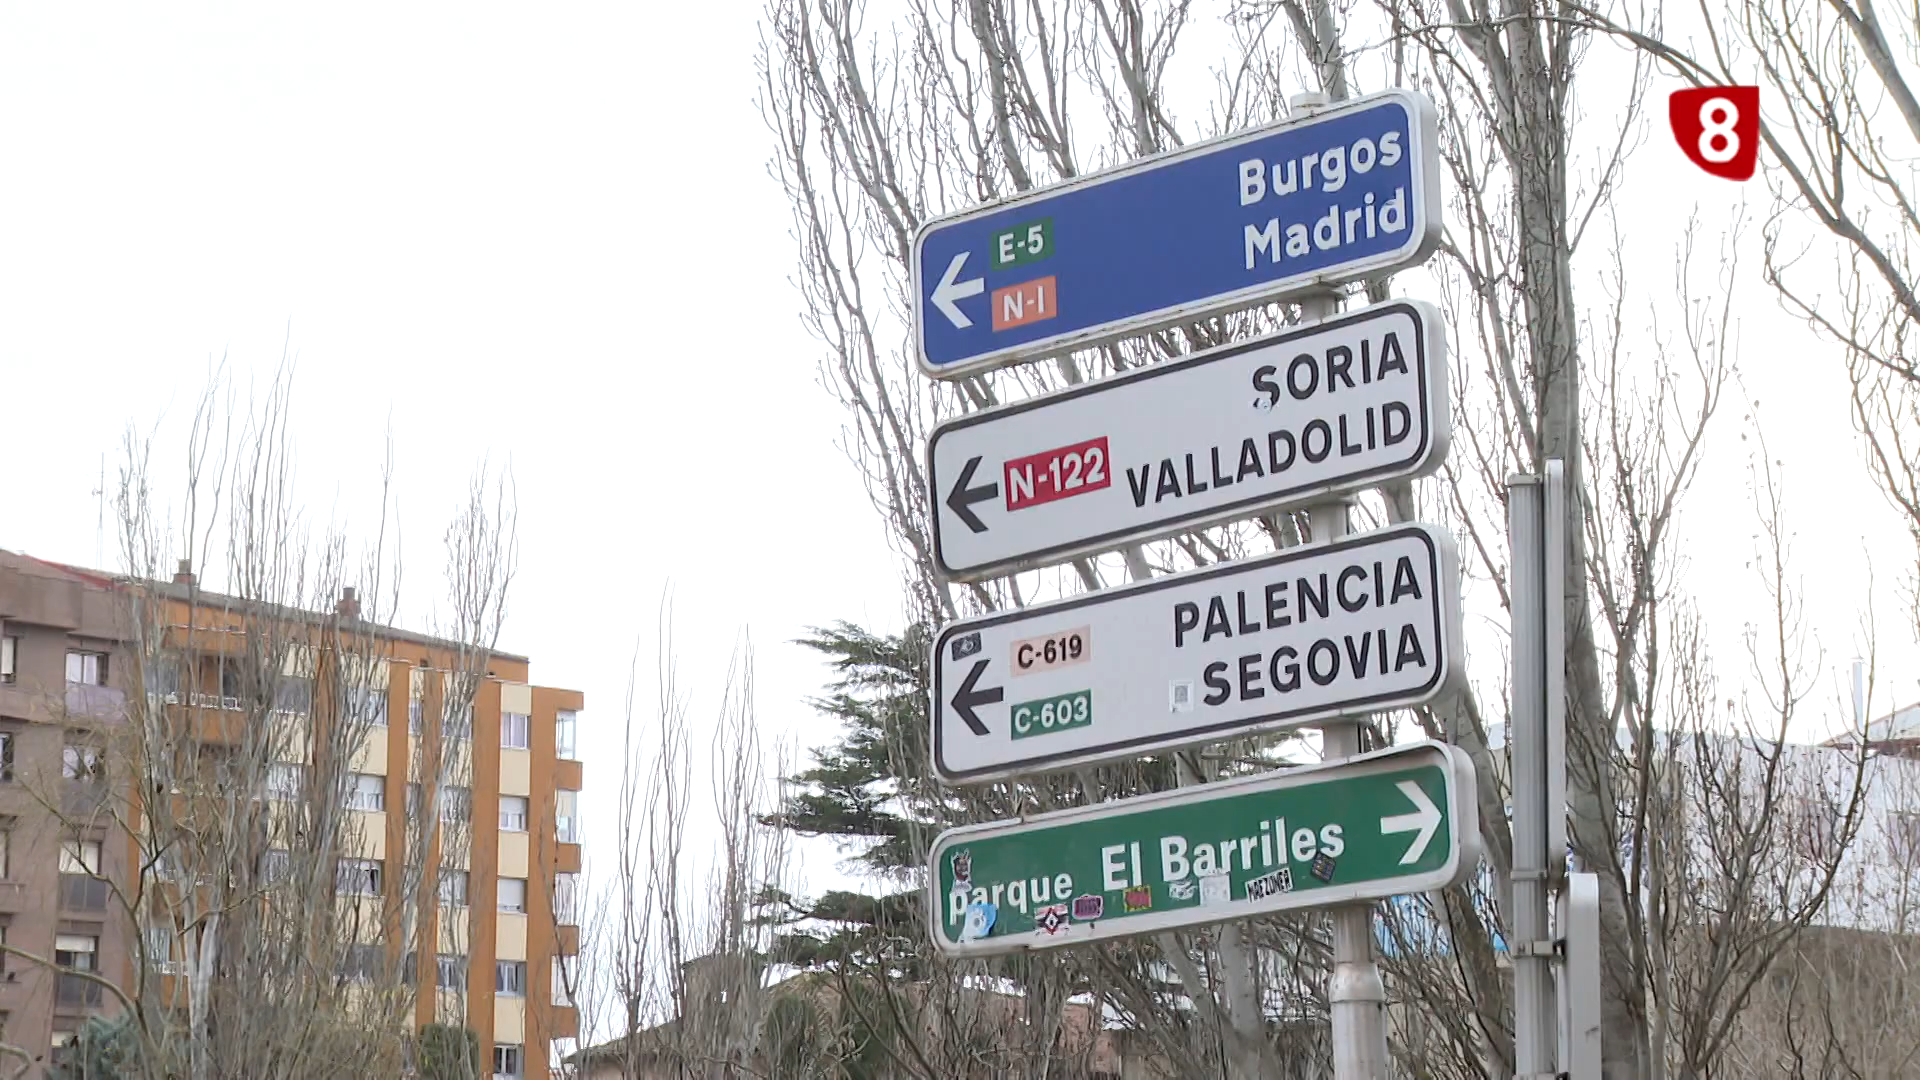 8
Burgos
Madrid
E-5
N-I
SORIA
VALLADOLID
N-122
PALENCIA
SEGOVIA
C-619
C-603
parque El Barriles